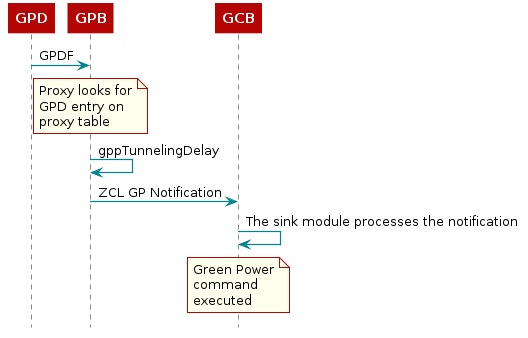 GPD
GPB
GCB
GPDF
Proxy looks for
GPD entry on
proxy table
gppTunnelingDelay
ZCL GP Notification
The sink module processes the notification
Green Power
command
executed